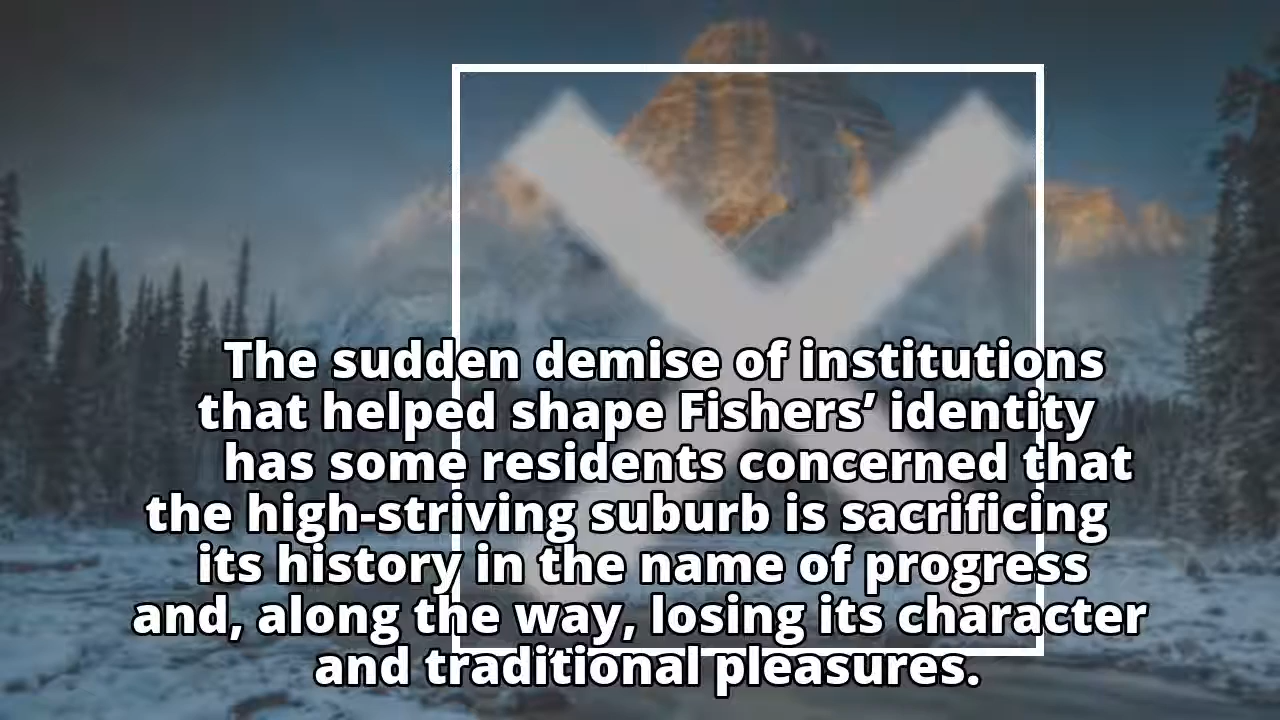 The sudden demise of institutions
that helped shape Fishers’ identity
has some residents concerned that
the high-striving suburb is sacrificing
its history in the name of progress
and, along the way, losing its character
and traditional pleasures.